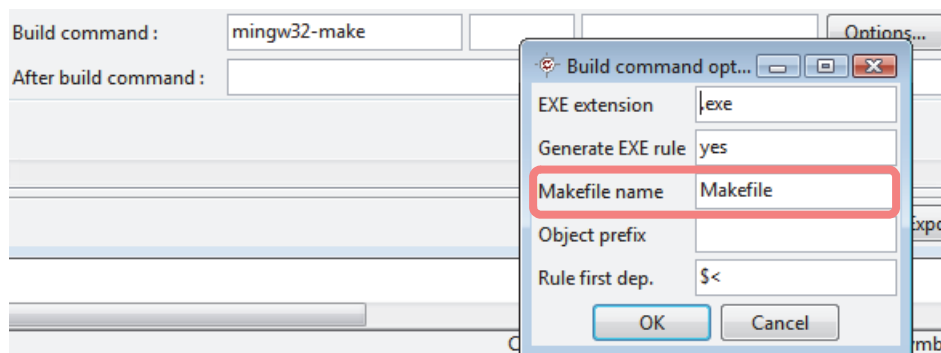 Build command : mingw32-make Options...
After build command :
Build command opt...
EXE extension .exe
Generate EXE rule yes
Makefile name Makefile
Object prefix
Rule first dep. $<
OK Cancel